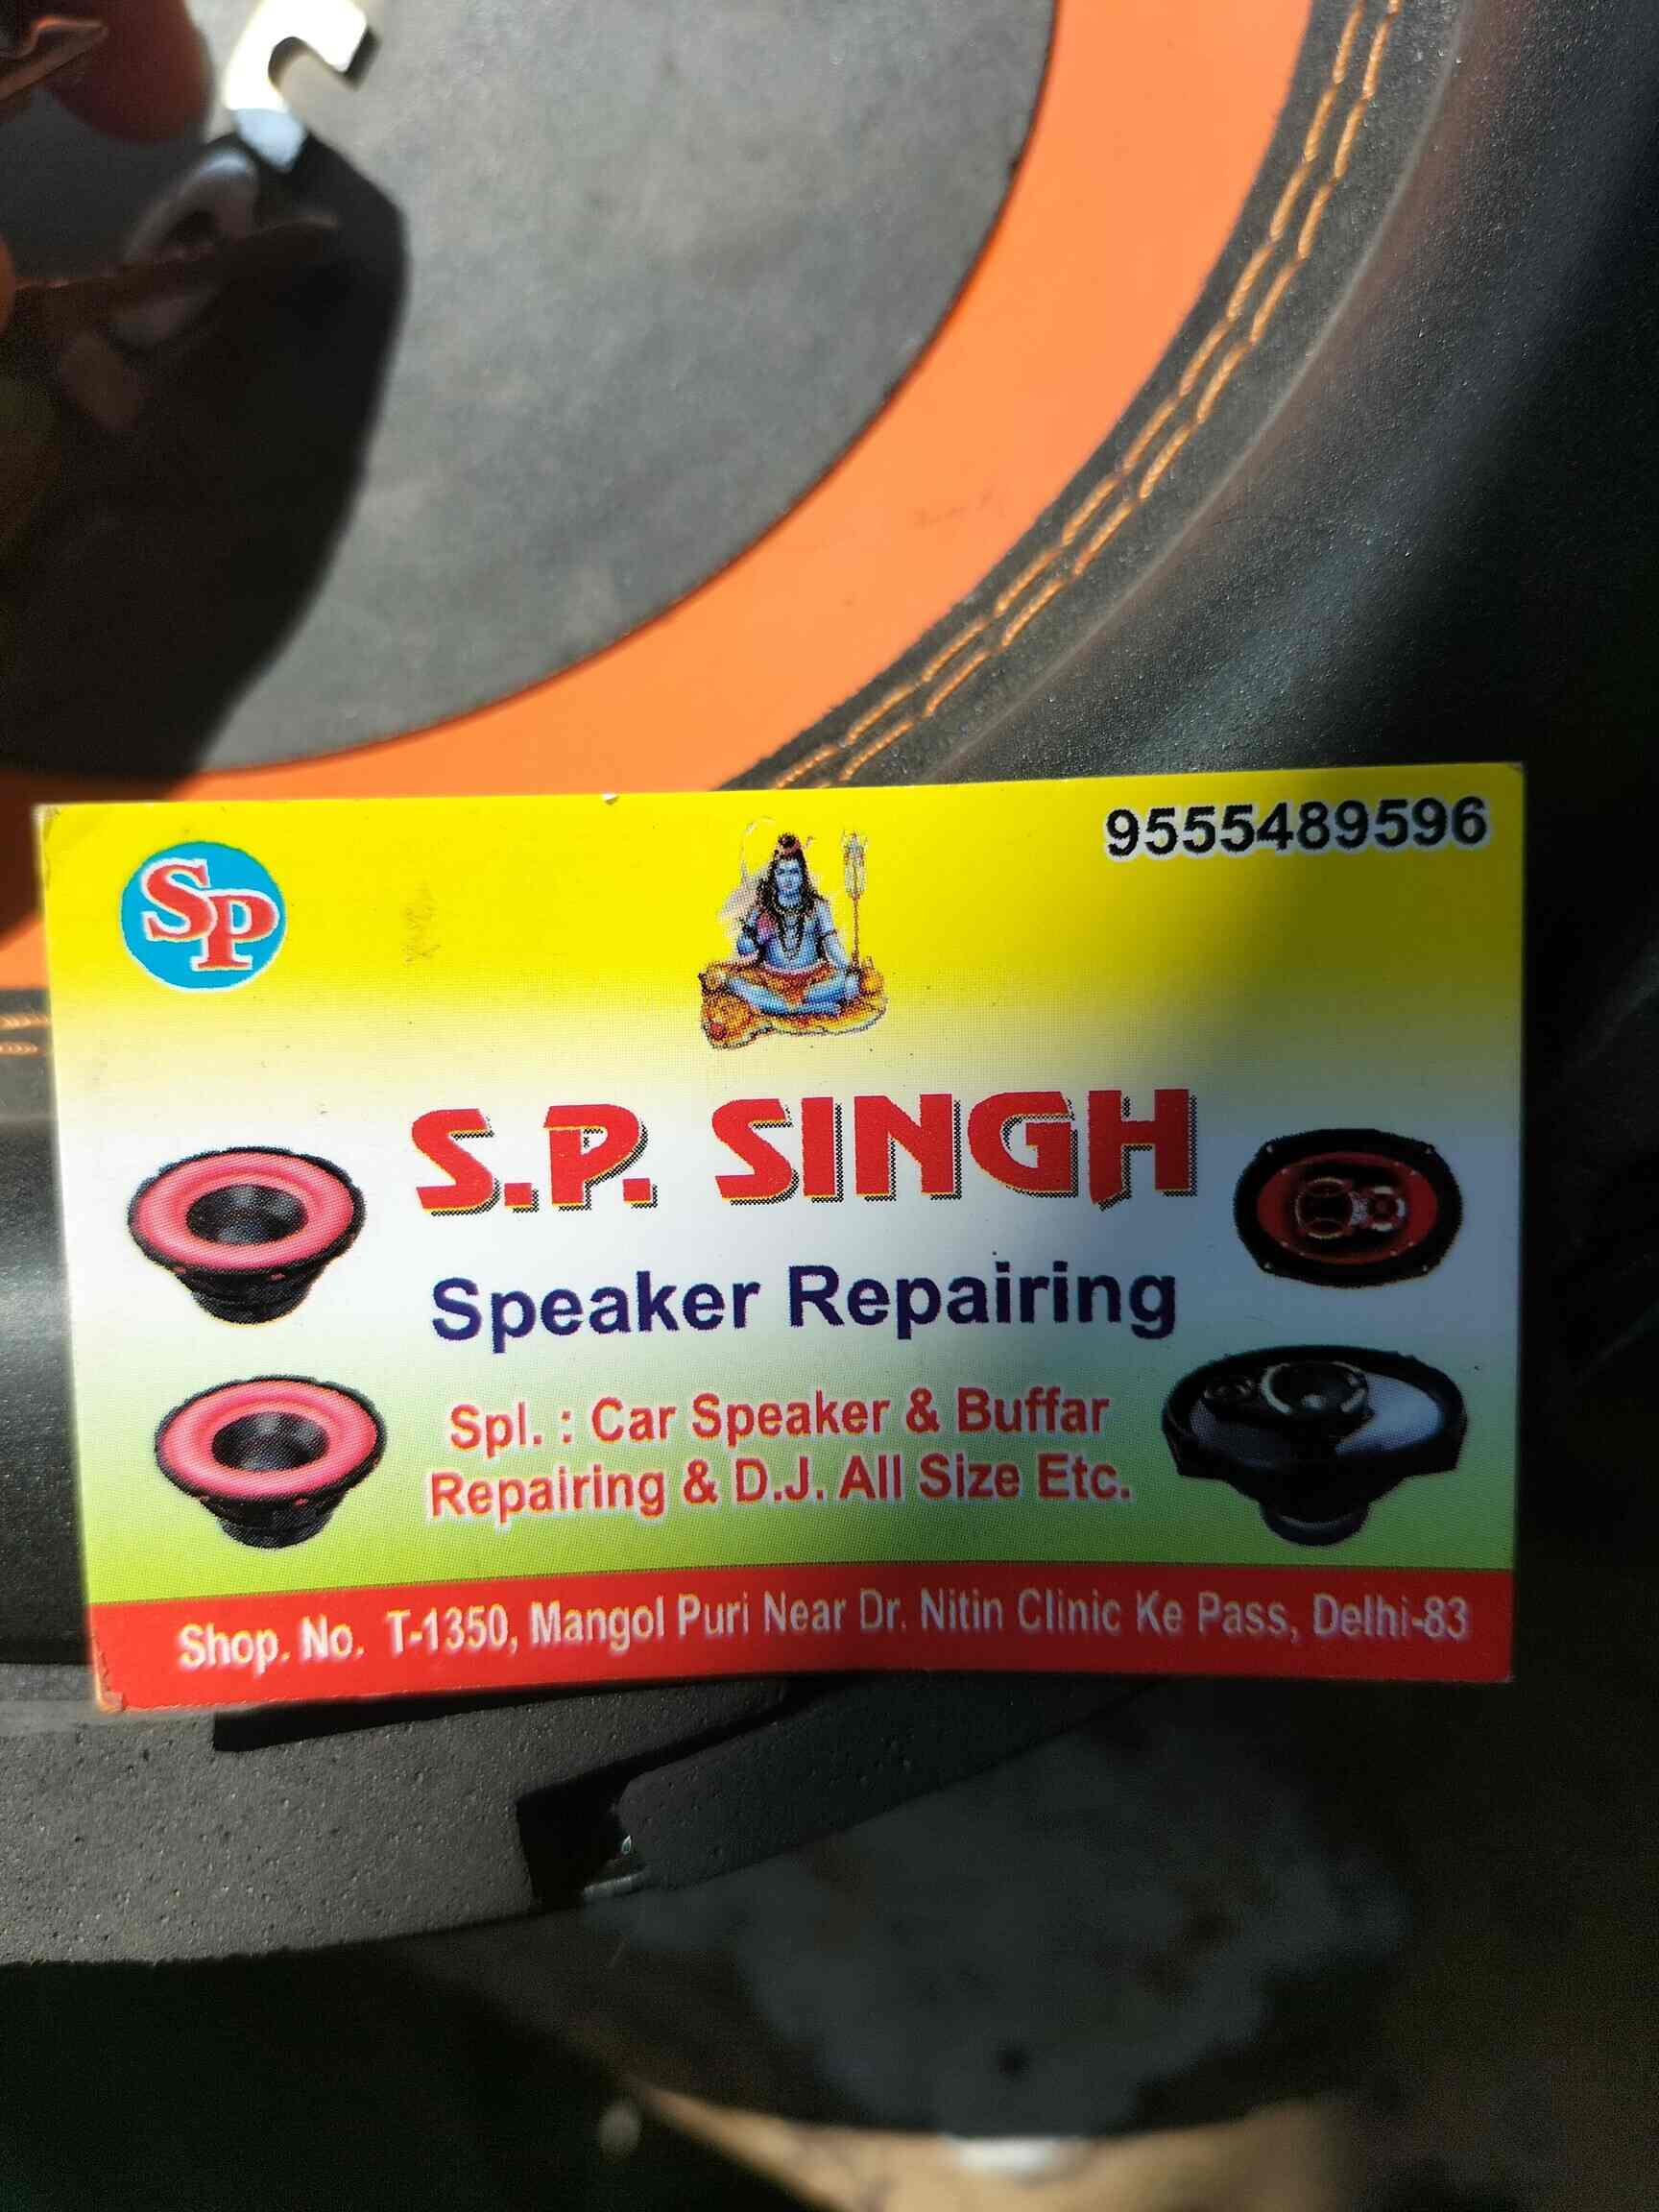 SP
9555489596
S.P. SINGH
Speaker Repairing
Spl. : Car Speaker & Buffar
Repairing & D.J. All Size Etc.
Shop. No. T-1350, Mangol Puri Near Dr. Nitin Clinic Ke Pass, Delhi-83